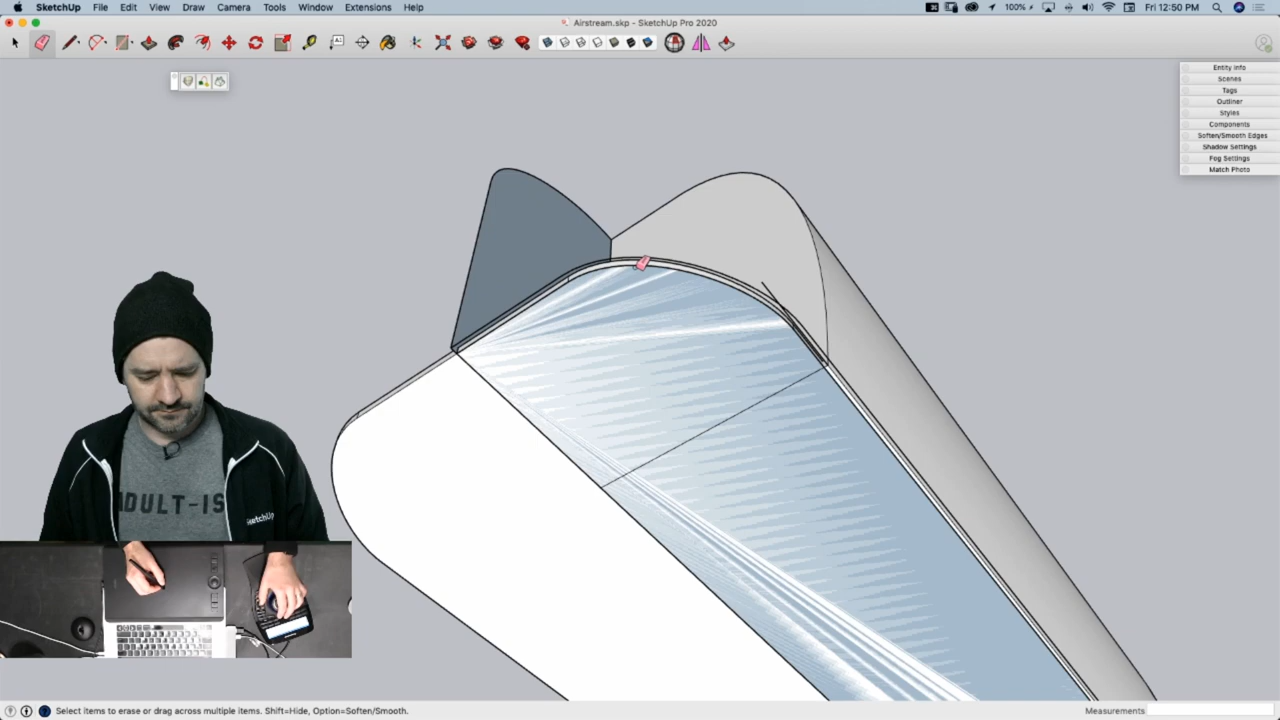 SketchUp File Edit View Draw Camera Tools Window Extensions Help
100% Fri 12:50 PM
Airstream.skp - SketchUp Pro 2020
Entity Info
Scenes
Tags
Outliner
Styles
Components
Soften/Smooth Edges
Shadow Settings
Fog Settings
Match Photo
ADULT-IS
SketchUp
Select items to erase or drag across multiple items. Shift=Hide, Option=Soften/Smooth.
Measurements